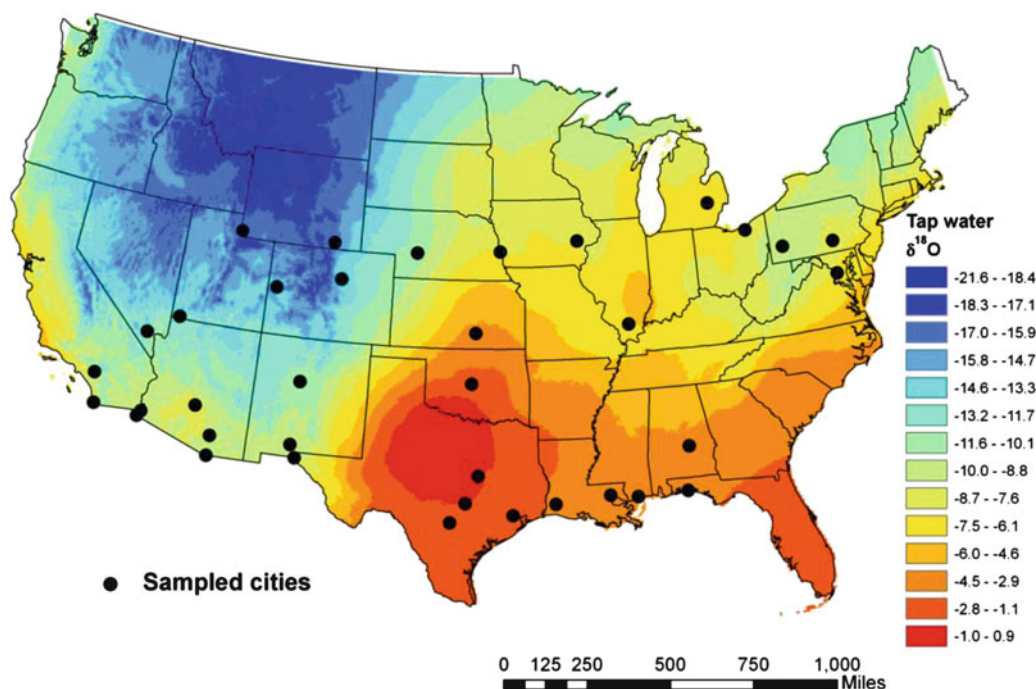 Tap water
δ18O
-21.6 - -18.4
-18.3 - -17.1
-17.0 - -15.9
-15.8 - -14.7
-14.6 - -13.3
-13.2 - -11.7
-11.6 - -10.1
-10.0 - -8.8
-8.7 - -7.6
-7.5 - -6.1
-6.0 - -4.6
-4.5 - -2.9
-2.8 - -1.1
-1.0 - 0.9
Sampled cities
0 125 250 500 750 1,000
Miles